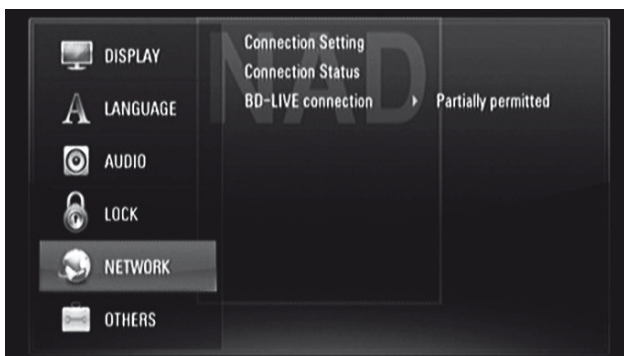 NAD
DISPLAY
LANGUAGE
AUDIO
LOCK
NETWORK
OTHERS
Connection Setting
Connection Status
BD-LIVE connection
Partially permitted